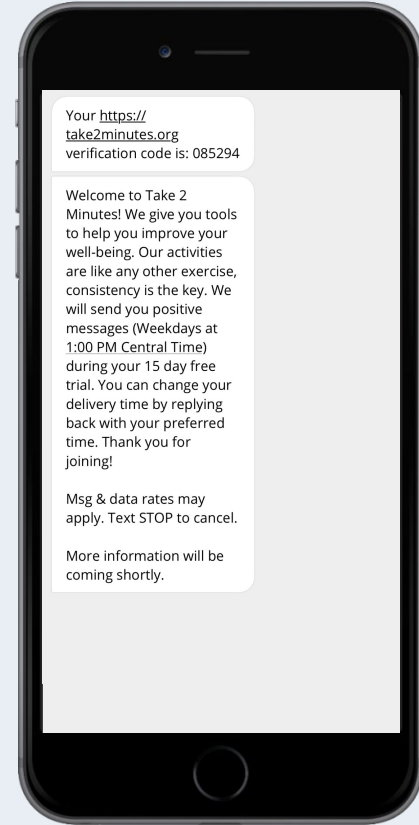 Your https://
take2minutes.org
verification code is: 085294
Welcome to Take 2
Minutes! We give you tools
to help you improve your
well-being. Our activities
are like any other exercise,
consistency is the key. We
will send you positive
messages (Weekdays at
1:00 PM Central Time)
during your 15 day free
trial. You can change your
delivery time by replying
back with your preferred
time. Thank you for
joining!
Msg & data rates may
apply. Text STOP to cancel.
More information will be
coming shortly.